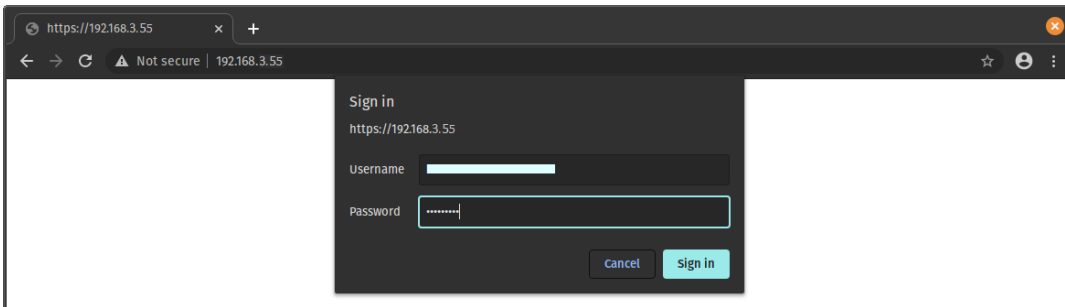 https://192.168.3.55
Not secure 192.168.3.55
Sign in
https://192.168.3.55
Username
Password •••••••••
Cancel Sign in